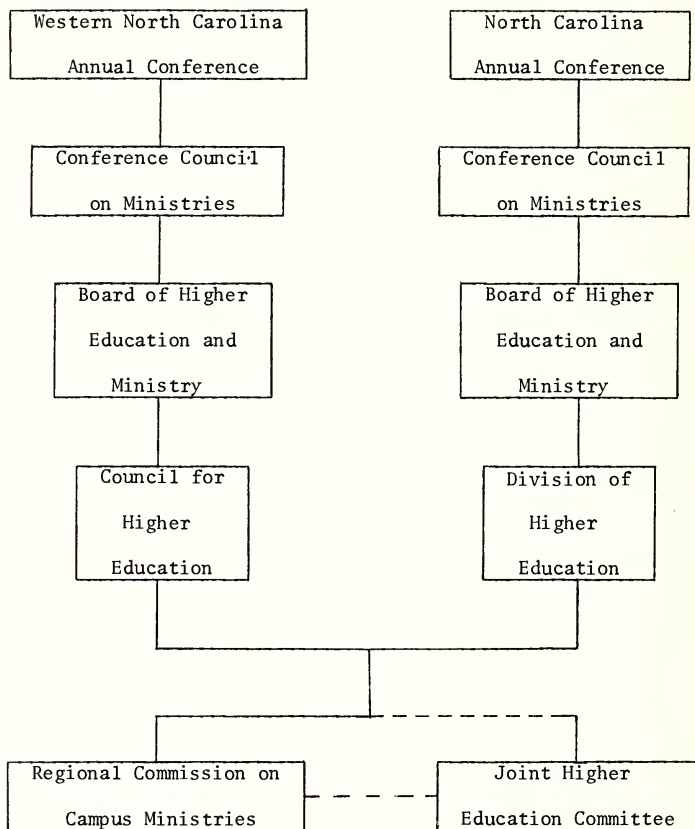 Western North Carolina
Annual Conference
North Carolina
Annual Conference
Conference Council
on Ministries
Conference Council
on Ministries
Board of Higher
Education and
Ministry
Board of Higher
Education and
Ministry
Council for
Higher
Education
Division of
Higher
Education
Regional Commission on
Campus Ministries
Joint Higher
Education Committee